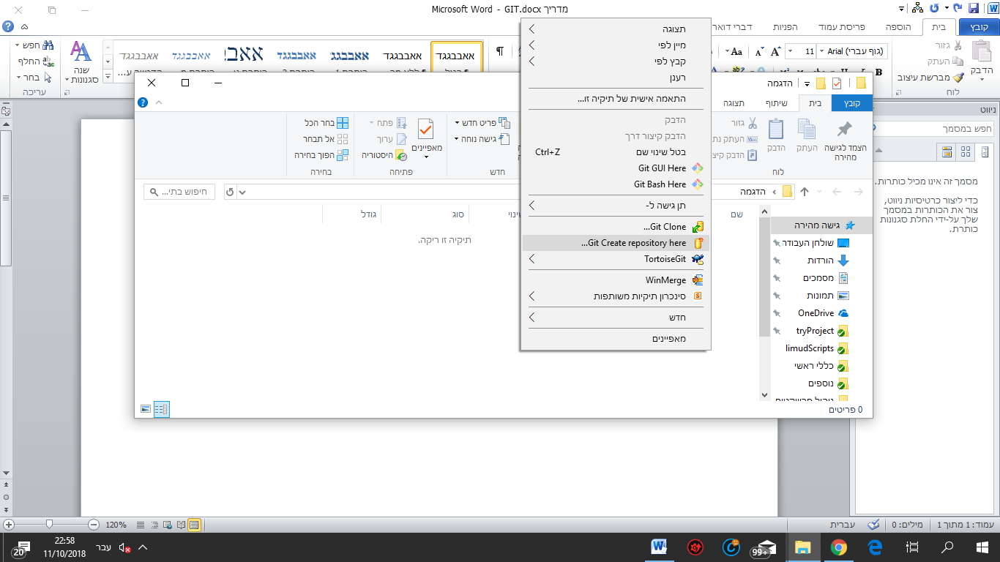 מדריך GIT.docx - Microsoft Word
קובץ
בית
הוספה
פריסת עמוד
הפניות
דברי דואר
גזור
העתק
מברשת עיצוב
הדבק
לוח
Arial (גוף עברי)
11
Aa
B
אאבבגגד
אאבבגגד
אאבבגגד
אאבבגגד
אאבבגגד
אאבבגגד
שנה
סגנונות
חפש
החלף
בחר
עריכה
ניווט
חפש במסמך
מסמך זה אינו מכיל כותרות.
כדי ליצור כרטיסיות ניווט,
צור את הכותרות במסמך
שלך על-ידי החלת סגנונות
כותרת.
הדגמה
קובץ
בית
שיתוף
תצוגה
הצמד לגישה
מהירה
העתק
הדבק
גזור
לוח
פריט חדש
גישה נוחה
חדש
מאפיינים
פתח
ערוך
היסטוריה
פתיחה
בחר הכל
אל תבחר
הפוך בחירה
בחירה
הדגמה
חיפוש בתי...
שם
סוג
גודל
תיקיה זו ריקה.
גישה מהירה
שולחן העבודה
הורדות
מסמכים
תמונות
OneDrive
tryProject
limudScripts
כללי ראשי
נוספים
ניהול פרוייקטים
0 פריטים
תצוגה
מיין לפי
קבץ לפי
רענן
התאמה אישית של תיקיה זו...
הדבק
הדבק קיצור דרך
בטל שינוי שם Ctrl+Z
Git GUI Here
Git Bash Here
תן גישה ל-
Git Clone...
Git Create repository here...
TortoiseGit
WinMerge
סינכרון תיקיות משותפות
חדש
מאפיינים
עמוד: 1 מתוך 1
מילים: 0
עברית
120%
99+
עבר
22:58
11/10/2018
20